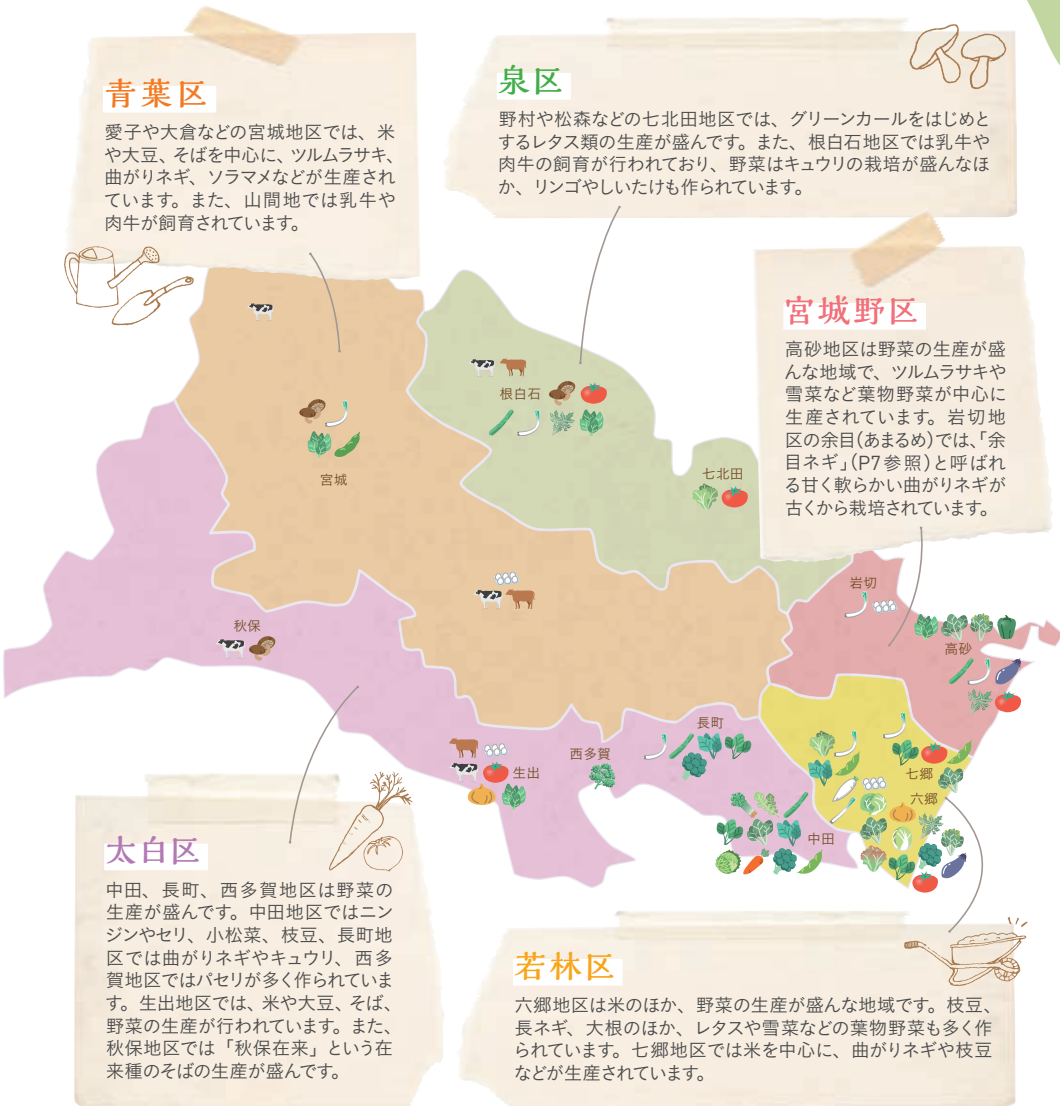 青葉区
愛子や大倉などの宮城地区では、米
や大豆、そばを中心に、ツルムラサキ、
曲がりネギ、ソラマメなどが生産され
ています。また、山間地では乳牛や
肉牛が飼育されています。
泉区
野村や松森などの七北田地区では、グリーンカールをはじめと
するレタス類の生産が盛んです。また、根白石地区では乳牛や
肉牛の飼育が行われており、野菜はキュウリの栽培が盛んなほ
か、リンゴやしいたけも作られています。
宮城野区
高砂地区は野菜の生産が盛
んな地域で、ツルムラサキや
雪菜など葉物野菜が中心に
生産されています。岩切地
区の余目(あまるめ)では、「余
目ネギ」(P7参照)と呼ばれ
る甘く軟らかい曲がりネギが
古くから栽培されています。
根白石
宮城
七北田
岩切
高砂
秋保
長町
西多賀
生出
七郷
六郷
中田
太白区
中田、長町、西多賀地区は野菜の
生産が盛んです。中田地区ではニン
ジンやセリ、小松菜、枝豆、長町地
区では曲がりネギやキュウリ、西多
賀地区ではパセリが多く作られていま
す。生出地区では、米や大豆、そば、
野菜の生産が行われています。また、
秋保地区では「秋保在来」という在
来種のそばの生産が盛んです。
若林区
六郷地区は米のほか、野菜の生産が盛んな地域です。枝豆、
長ネギ、大根のほか、レタスや雪菜などの葉物野菜も多く作
られています。七郷地区では米を中心に、曲がりネギや枝豆
などが生産されています。